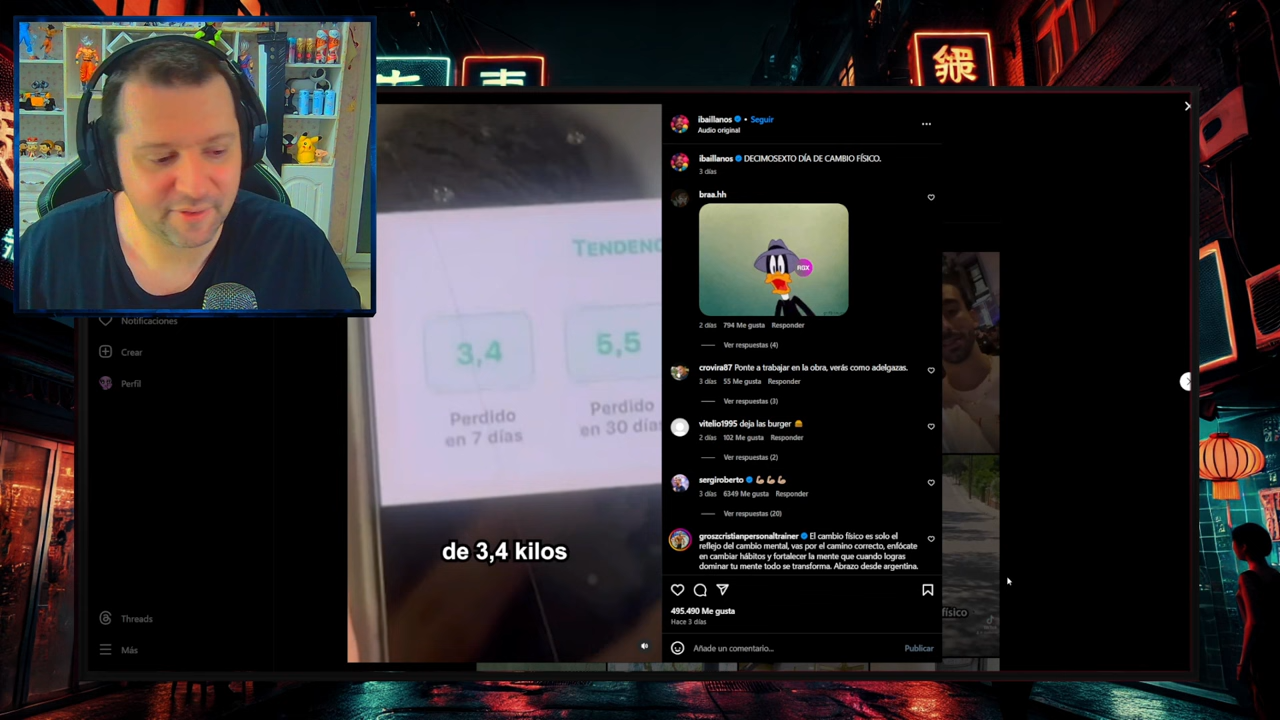 東
ibaillanos • Seguir
Audio original
ibaillanos DECIMOSEXTO DÍA DE CAMBIO FÍSICO.
3 días
braa.hh
RGX
2 días 794 Me gusta Responder
Ver respuestas (4)
crovira87 Ponte a trabajar en la obra, verás como adelgazas.
3 días 55 Me gusta Responder
Ver respuestas (3)
vitelio1995 deja las burger 🍔
2 días 102 Me gusta Responder
Ver respuestas (2)
sergiroberto 💪🏼💪🏼💪🏼
3 días 6349 Me gusta Responder
Ver respuestas (20)
groszcristianpersonaltrainer El cambio físico es solo el
reflejo del cambio mental, vas por el camino correcto, enfócate
en cambiar hábitos y fortalecer la mente que cuando logras
dominar tu mente todo se transforma. Abrazo desde argentina.
495.490 Me gusta
Hace 3 días
Añade un comentario...
Publicar
TENDENC
3,4
5,5
Perdido
en 7 días
Perdido
en 30 días
de 3,4 kilos
Notificaciones
Crear
Perfil
Threads
Más
físico